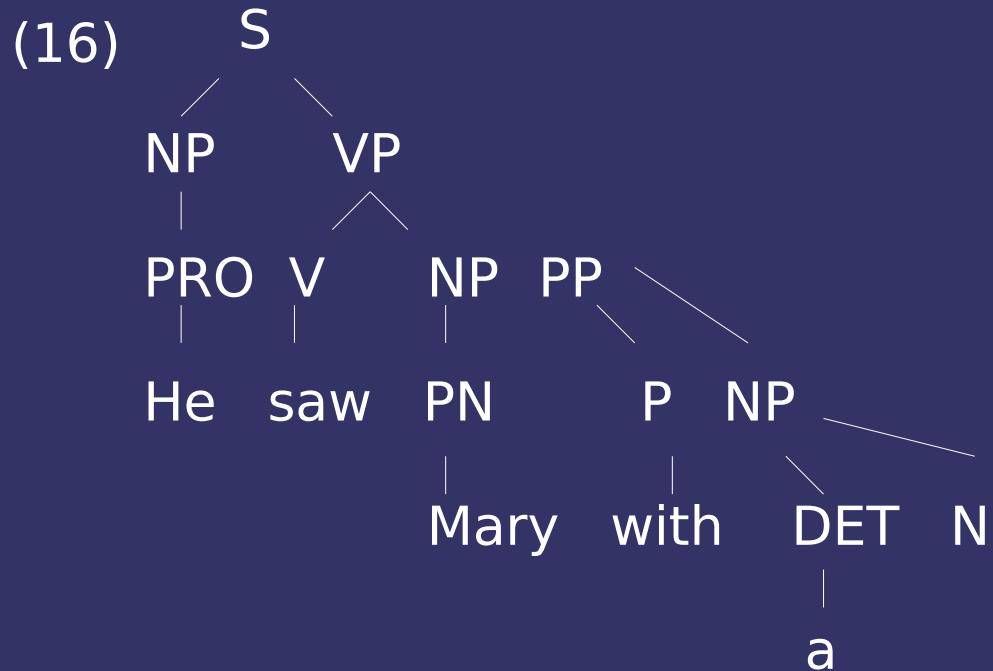 (16) S
NP VP
PRO V NP PP
He saw PN P NP
Mary with DET N
a